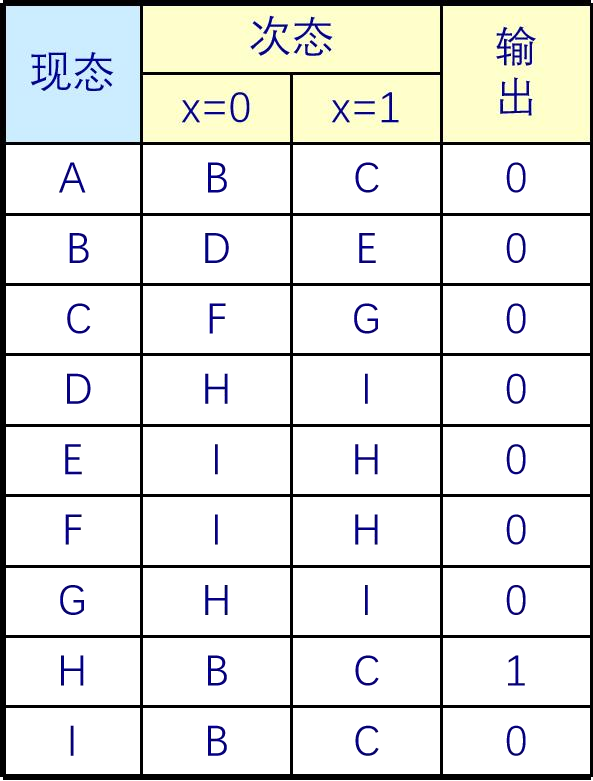 现态 次态 输出
x=0 x=1
A B C 0
B D E 0
C F G 0
D H I 0
E I H 0
F I H 0
G H I 0
H B C 1
I B C 0